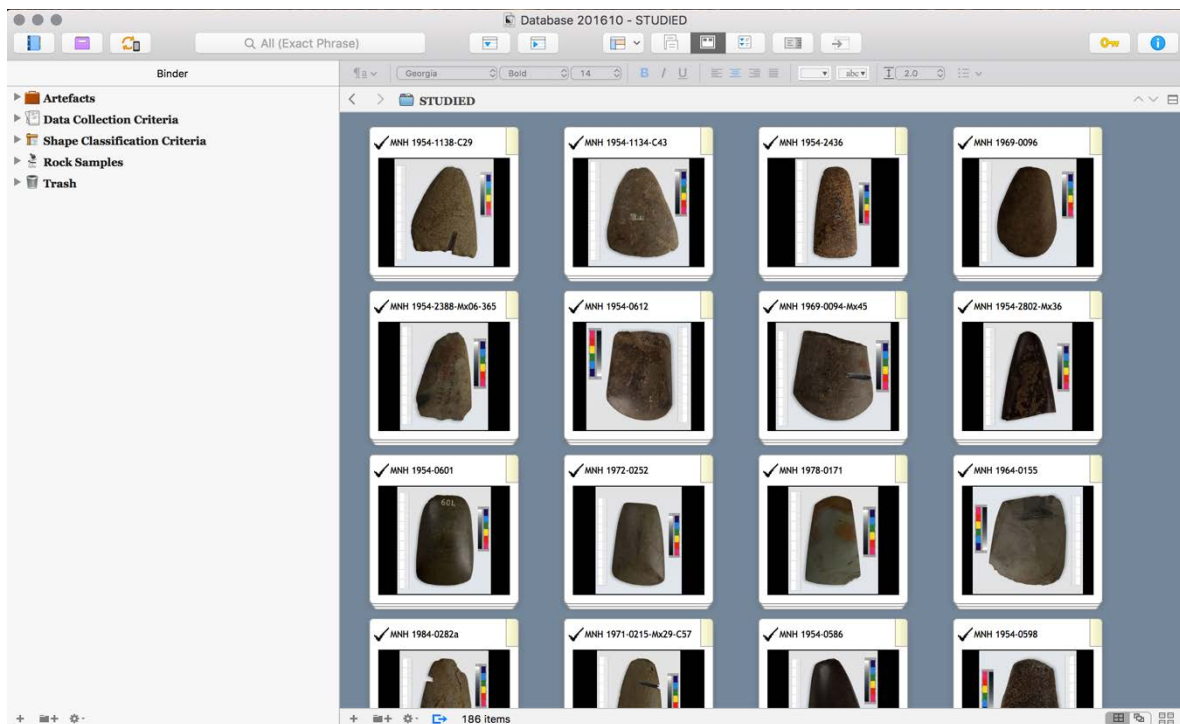 Database 201610 - STUDIED
All (Exact Phrase)
Binder
Georgia Bold 14 B I U abc 2.0
Artefacts
Data Collection Criteria
Shape Classification Criteria
Rock Samples
Trash
STUDIED
MNH 1954-1138-C29
MNH 1954-1134-C43
MNH 1954-2436
MNH 1969-0096
MNH 1954-2388-Mx06-365
MNH 1954-0612
MNH 1969-0094-Mx45
MNH 1954-2802-Mx36
MNH 1954-0601
MNH 1972-0252
MNH 1978-0171
MNH 1964-0155
601
MNH 1984-0282a
MNH 1971-0215-Mx29-C57
MNH 1954-0586
MNH 1954-0598
186 items